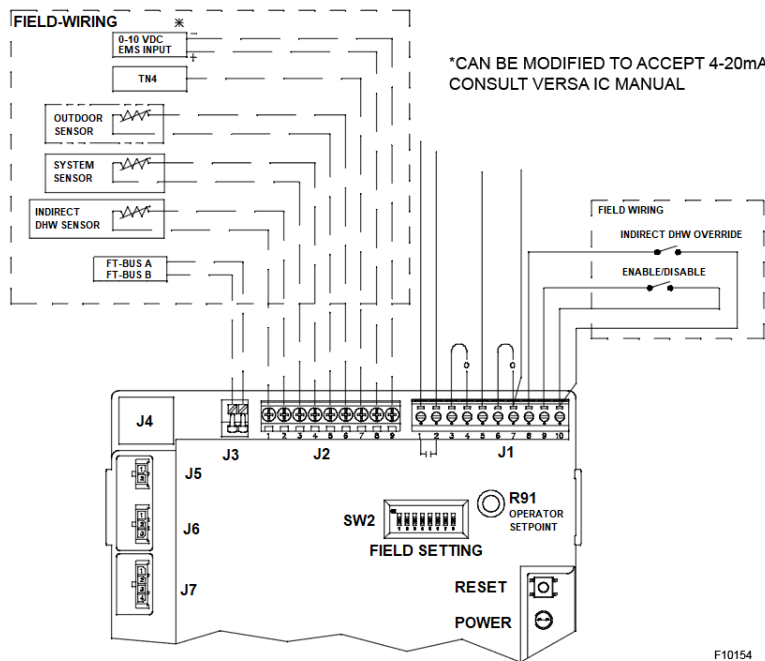 FIELD-WIRING *
0-10 VDC
EMS INPUT
-
+
TN4
OUTDOOR
SENSOR
SYSTEM
SENSOR
INDIRECT
DHW SENSOR
FT-BUS A
FT-BUS B
*CAN BE MODIFIED TO ACCEPT 4-20mA
CONSULT VERSA IC MANUAL
FIELD WIRING
INDIRECT DHW OVERRIDE
ENABLE/DISABLE
J4
1 2 3 4 5 6 7 8 9
1 2 3 4 5 6 7 8 9 10
J3
J2
J1
J5
J6
J7
SW2
FIELD SETTING
R91
OPERATOR
SETPOINT
RESET
POWER
F10154